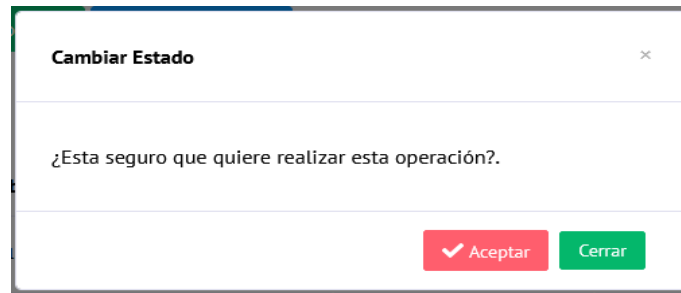 Cambiar Estado ×
¿Esta seguro que quiere realizar esta operación?.
Aceptar Cerrar